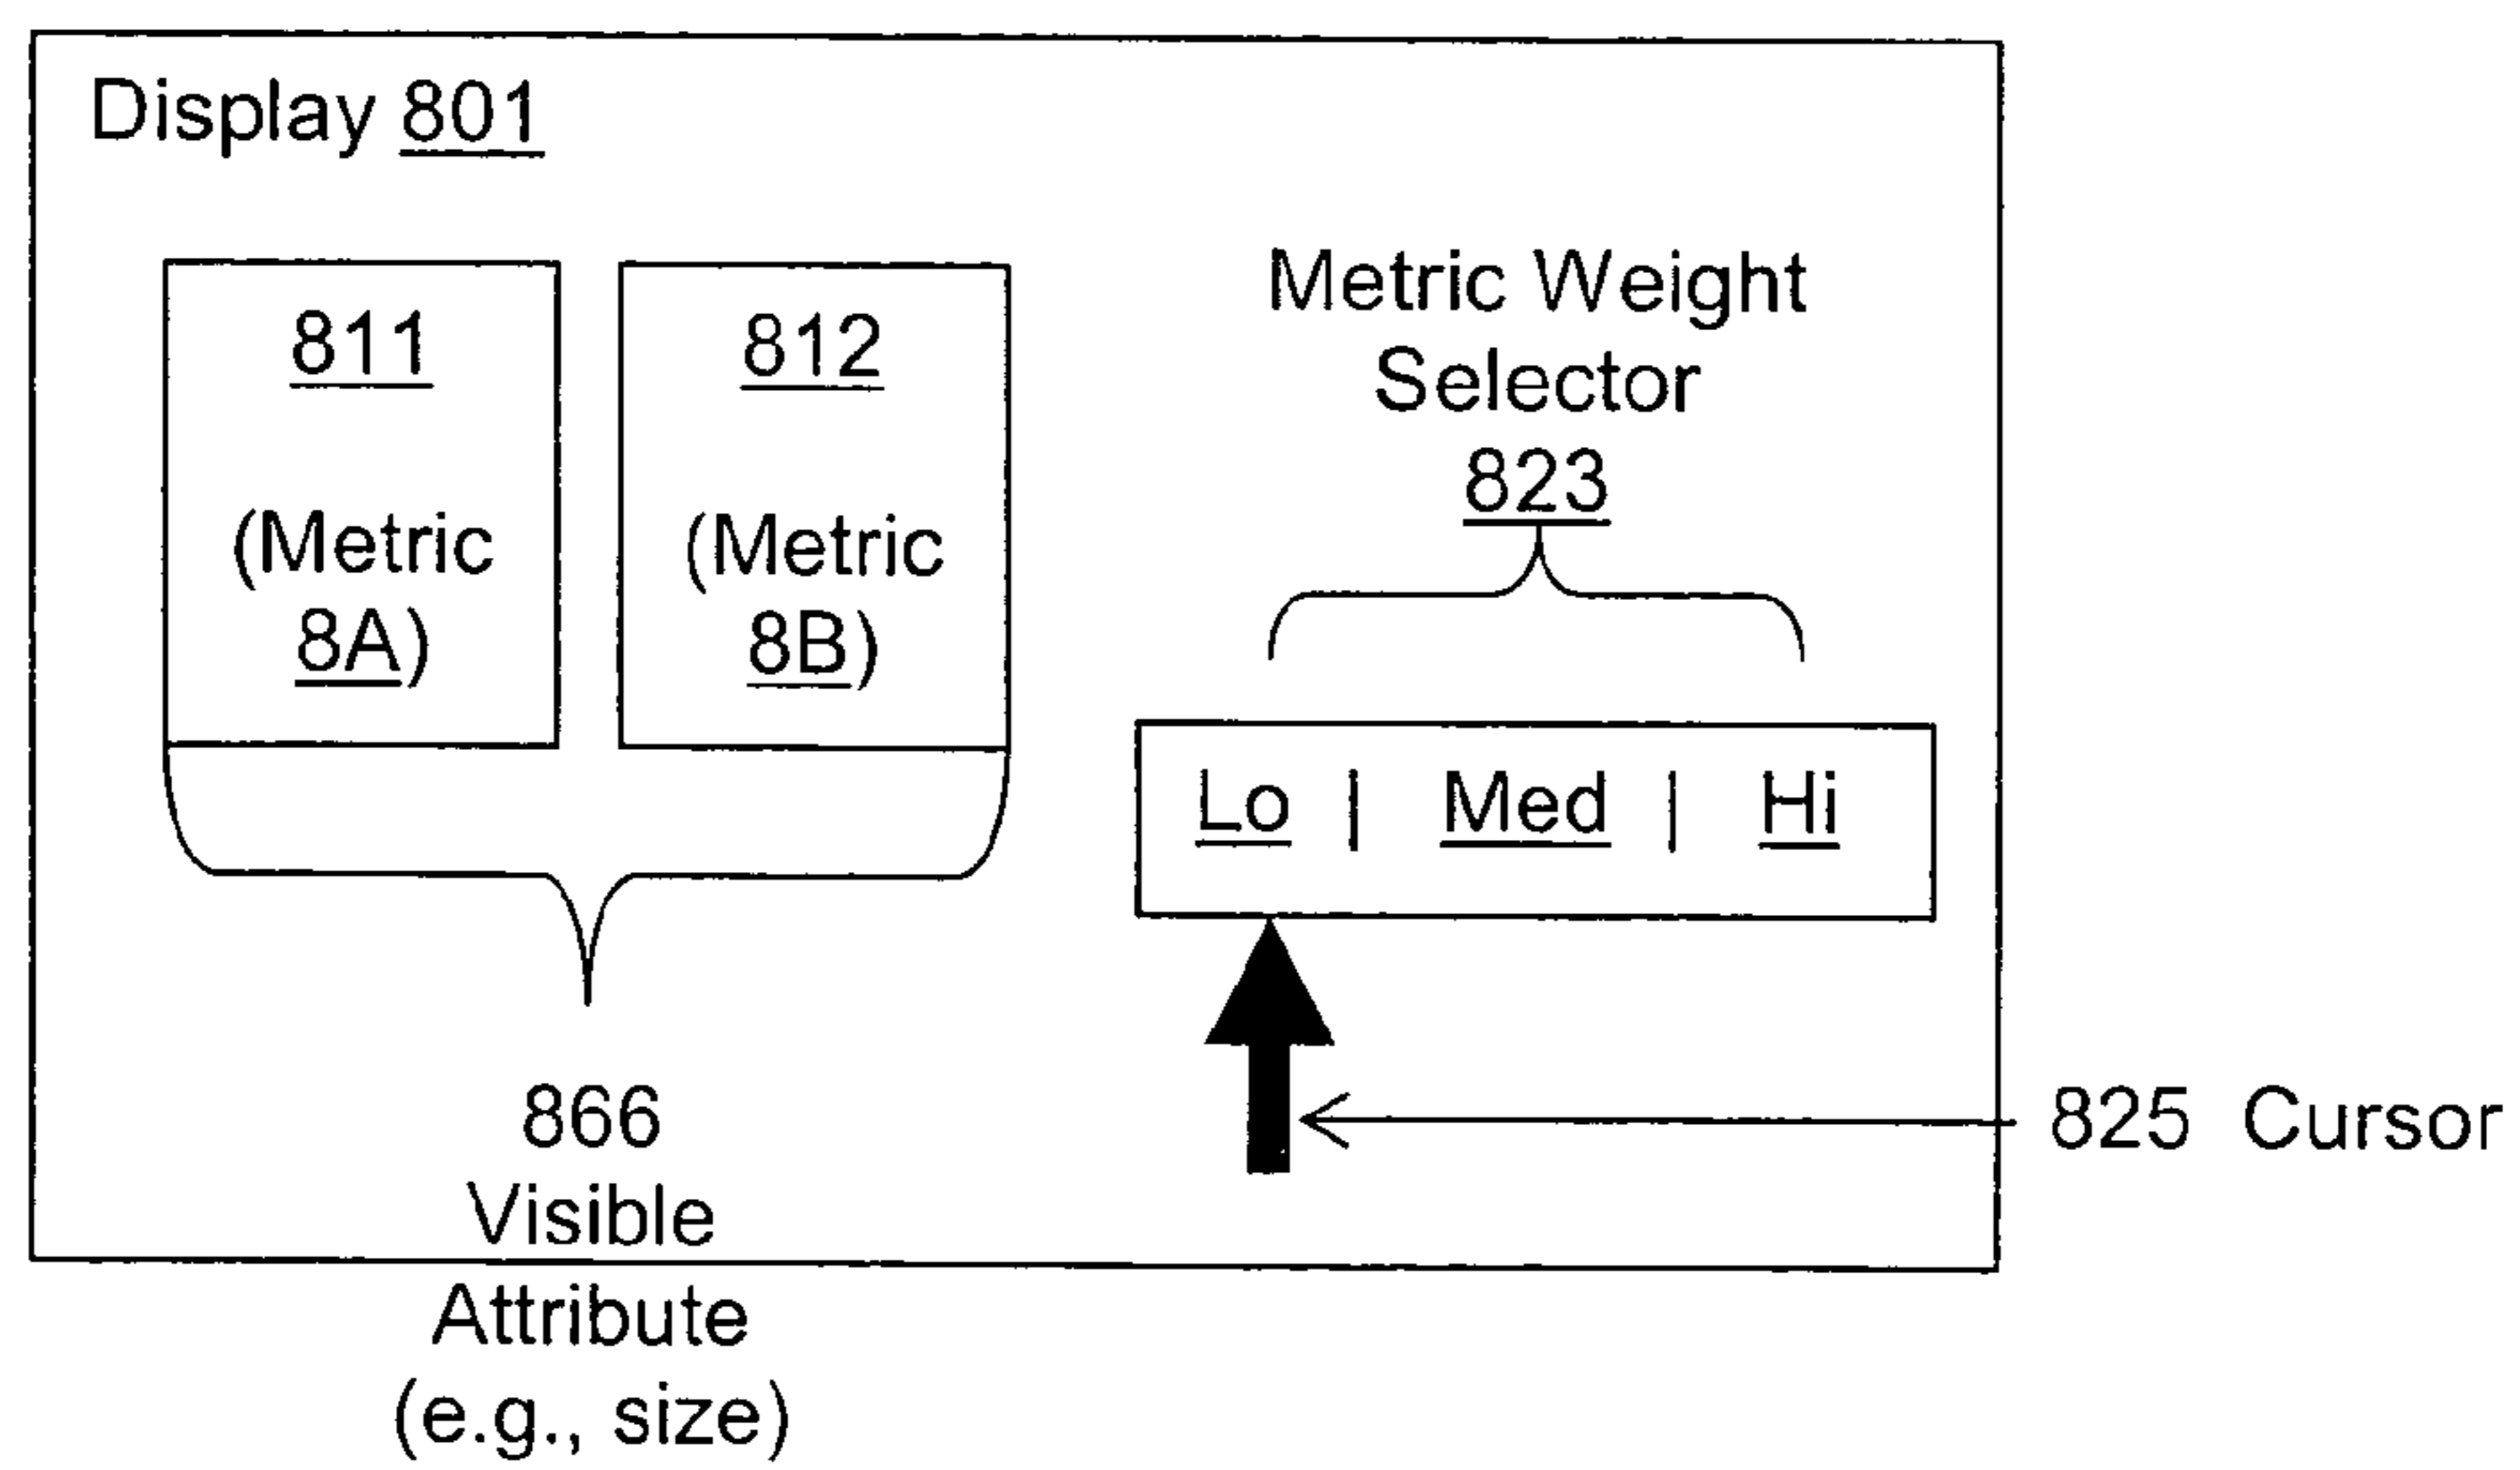 Display 801
811
(Metric
8A)
812
(Metric
8B)
Metric Weight
Selector
823
Lo | Med | Hi
825 Cursor
866
Visible
Attribute
(e.g., size)